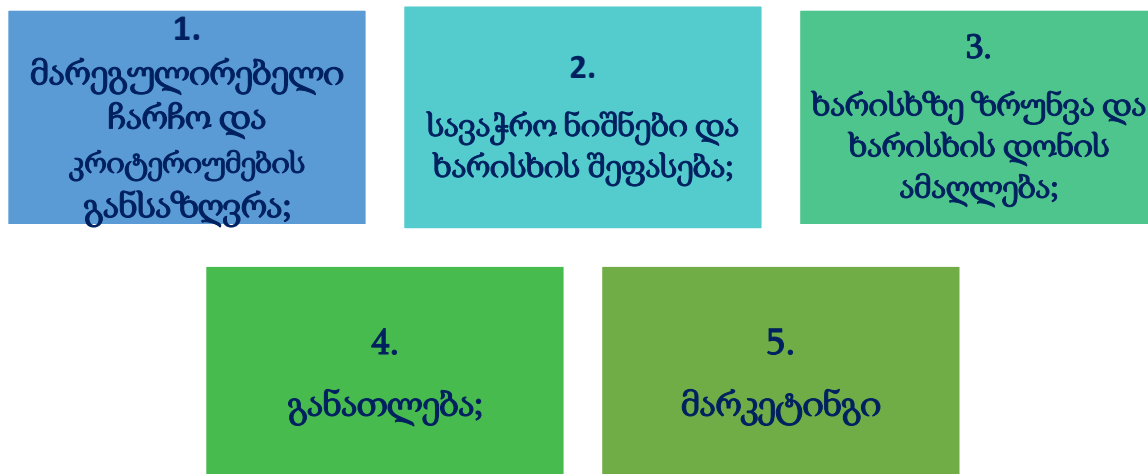 1.
მარეგულირებელი
ჩარჩო და
კრიტერიუმების
განსაზღვრა;
2.
სავაჭრო ნიშნები და
ხარისხის შეფასება;
3.
ხარისხზე ზრუნვა და
ხარისხის დონის
ამაღლება;
4.
განათლება;
5.
მარკეტინგი